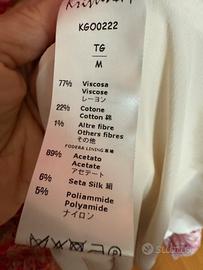 KGO0222
TG
M
77% Viscosa
Viscose
レーヨン
22% Cotone
Cotton 綿
1% Altre fibre
Others fibres
その他
FODERA LINING 裏地
89% Acetato
Acetate
アセテート
6% Seta Silk 絹
5% Poliammide
Polyamide
ナイロン
Subito